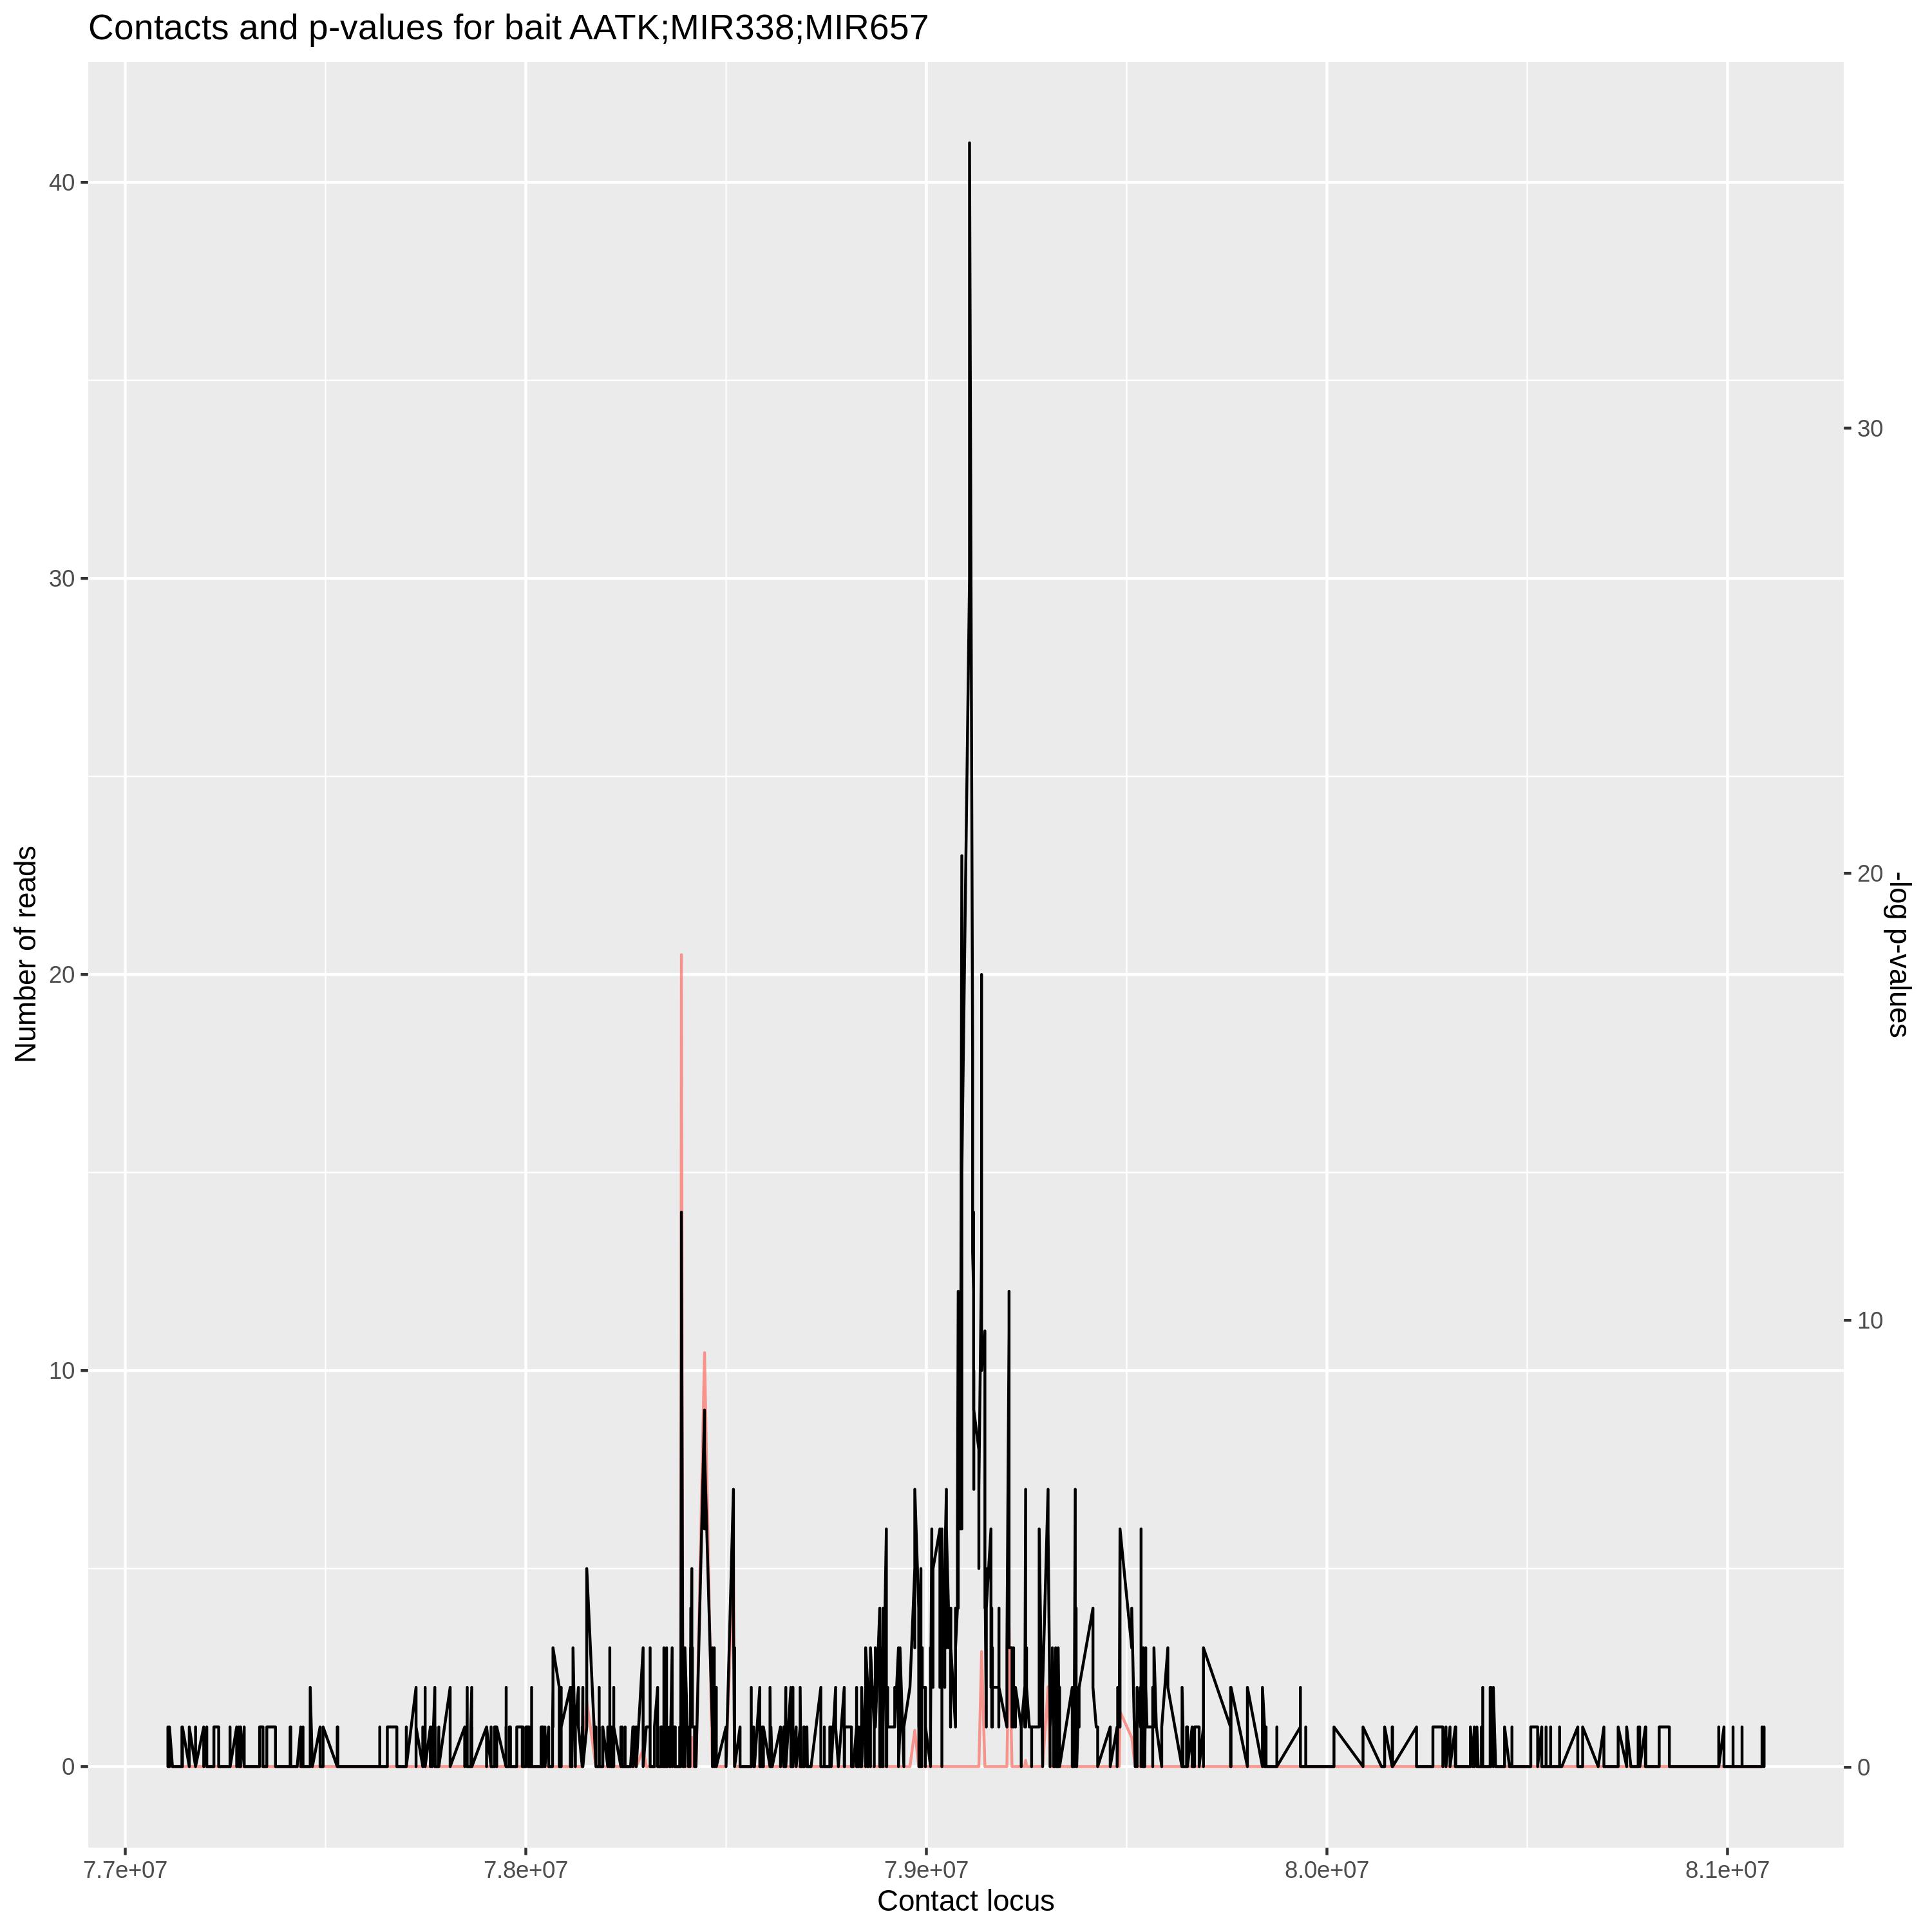 Contacts and p-values for bait AATK;MIR338;MIR657
40
30
20
10
0
30
20
10
0
Number of reads
-log p-values
7.7e+07 7.8e+07 7.9e+07 8.0e+07 8.1e+07
Contact locus